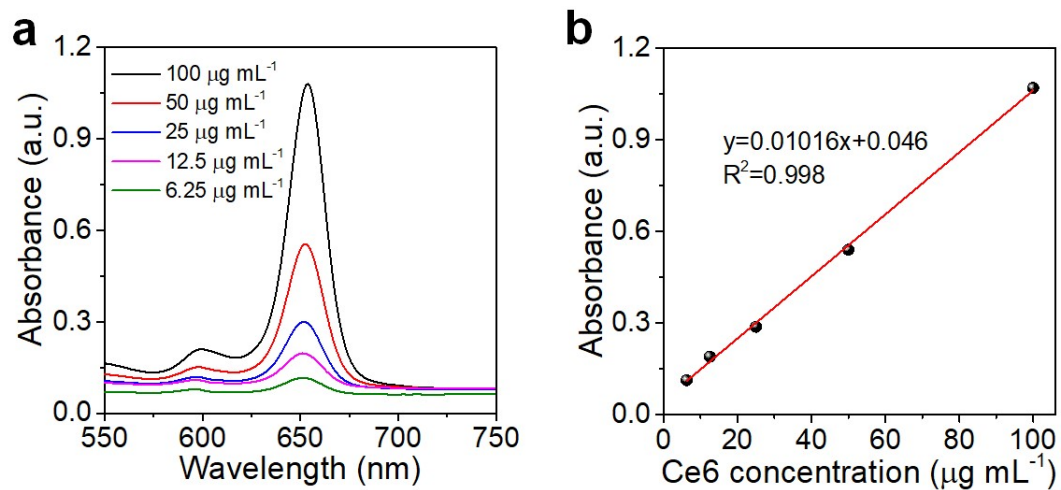 a
1.2
0.9
0.6
0.3
0.0
Absorbance (a.u.)
100 μg mL⁻¹
50 μg mL⁻¹
25 μg mL⁻¹
12.5 μg mL⁻¹
6.25 μg mL⁻¹
550 600 650 700 750
Wavelength (nm)
b
1.2
0.9
0.6
0.3
0.0
Absorbance (a.u.)
y=0.01016x+0.046
R²=0.998
0 20 40 60 80 100
Ce6 concentration (μg mL⁻¹)